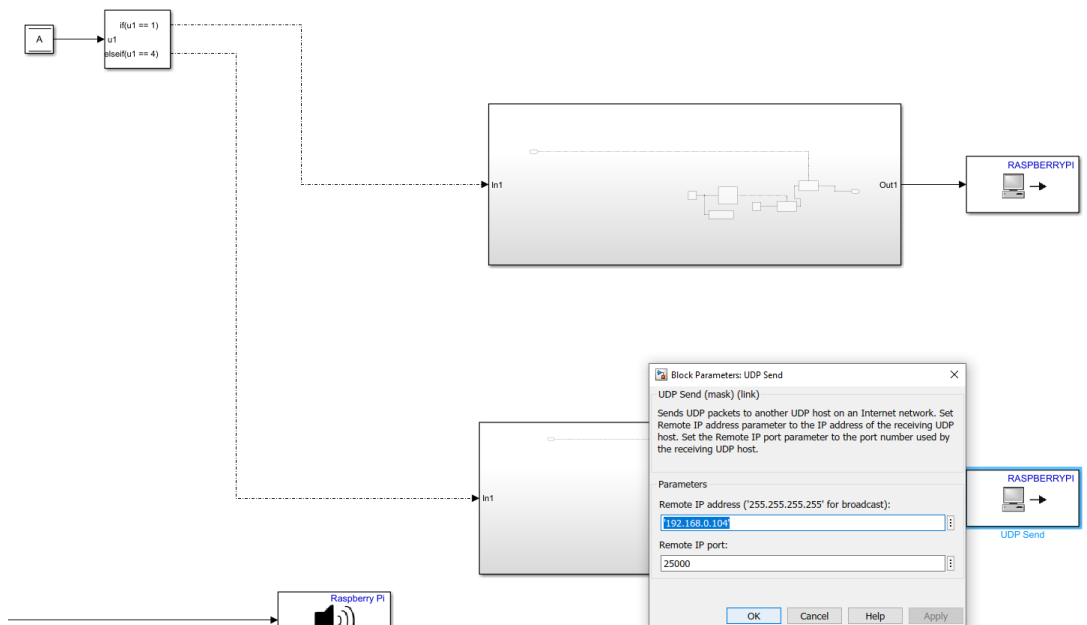 A
if(u1 == 1)
u1
elseif(u1 == 4)
In1
Out1
RASPBERRYPI
In1
Block Parameters: UDP Send
UDP Send (mask) (link)
Sends UDP packets to another UDP host on an Internet network. Set
Remote IP address parameter to the IP address of the receiving UDP
host. Set the Remote IP port parameter to the port number used by
the receiving UDP host.
Parameters
Remote IP address ('255.255.255.255' for broadcast):
'192.168.0.104'
Remote IP port:
25000
OK
Cancel
Help
Apply
RASPBERRYPI
UDP Send
Raspberry Pi